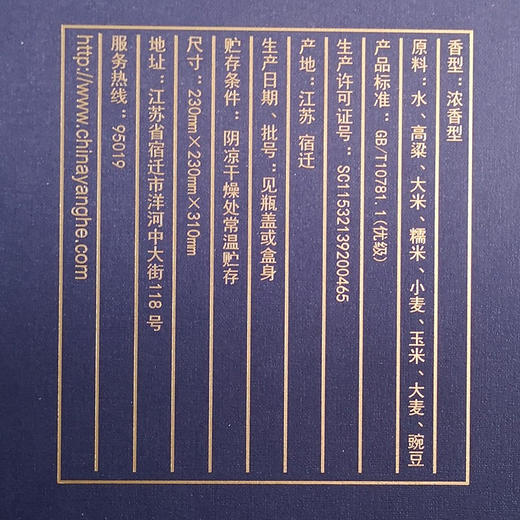 香型：浓香型
原料：水、高粱、大米、糯米、小麦、玉米、大麦、豌豆
产品标准：GB/T10781.1(优级)
生产许可证号：SC11532139200465
产地：江苏 宿迁
生产日期、批号：见瓶盖或盒身
贮存条件：阴凉干燥处常温贮存
尺寸：230mm×230mm×310mm
地址：江苏省宿迁市洋河中大街118号
服务热线：95019
http://www.chinayanghe.com